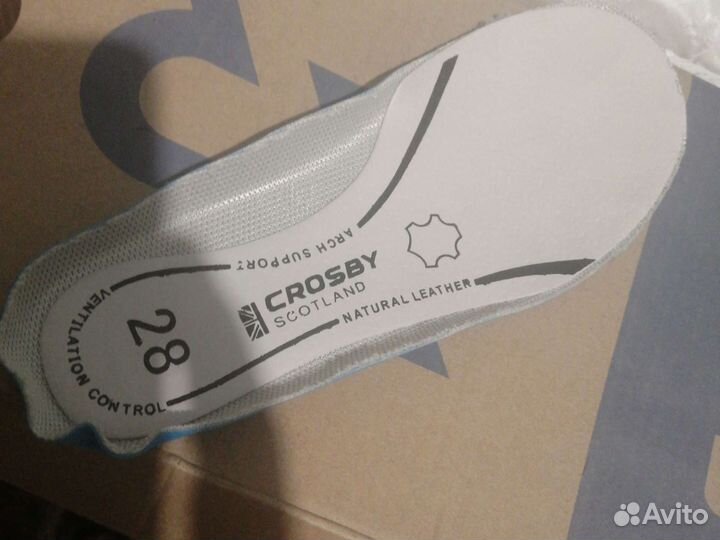 ARCH SUPPORT
CROSBY
SCOTLAND
NATURAL LEATHER
28
VENTILATION CONTROL
Avito